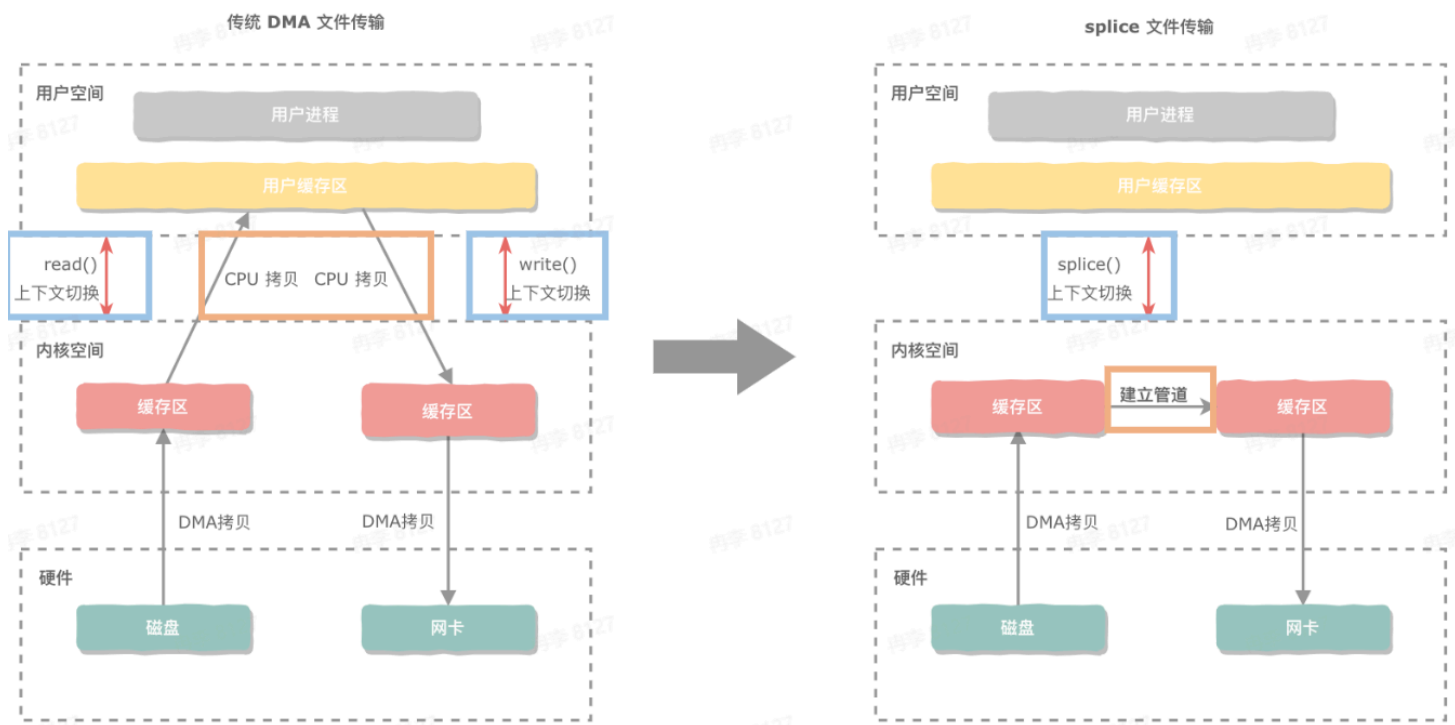 传统 DMA 文件传输
用户空间
用户进程
用户缓存区
read()
上下文切换
CPU 拷贝 CPU 拷贝
write()
上下文切换
内核空间
缓存区
缓存区
DMA拷贝
DMA拷贝
硬件
磁盘
网卡
splice 文件传输
用户空间
用户进程
用户缓存区
splice()
上下文切换
内核空间
缓存区
建立管道
缓存区
DMA拷贝
DMA拷贝
硬件
磁盘
网卡
冉李 8127